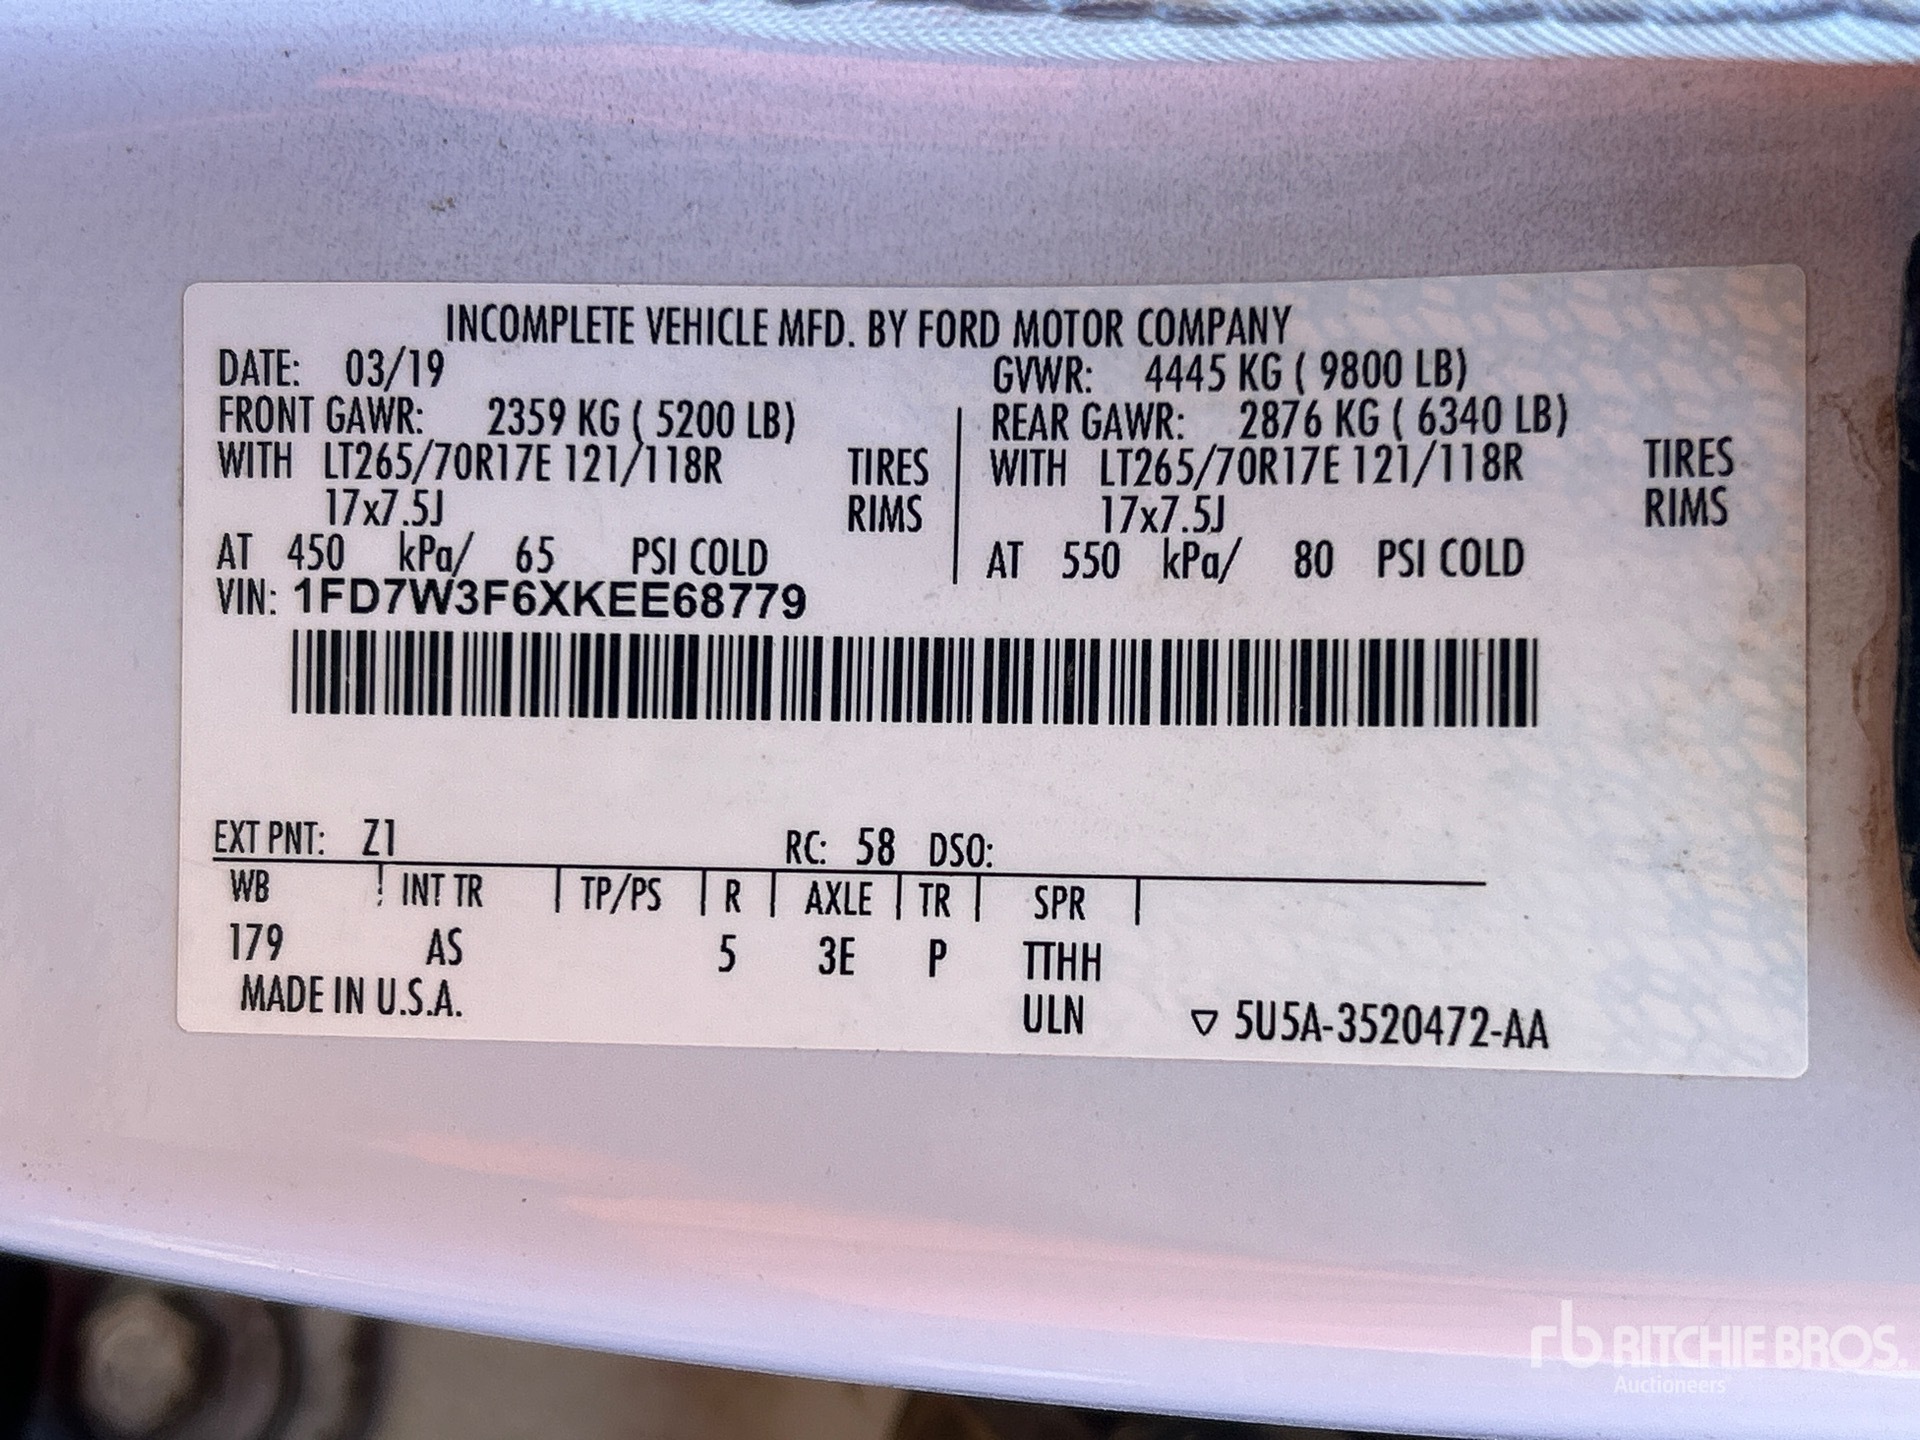 INCOMPLETE VEHICLE MFD. BY FORD MOTOR COMPANY
DATE: 03/19 GVWR: 4445 KG ( 9800 LB)
FRONT GAWR: 2359 KG ( 5200 LB) REAR GAWR: 2876 KG ( 6340 LB)
WITH LT265/70R17E 121/118R TIRES WITH LT265/70R17E 121/118R TIRES
17x7.5J RIMS 17x7.5J RIMS
AT 450 kPa/ 65 PSI COLD AT 550 kPa/ 80 PSI COLD
VIN: 1FD7W3F6XKEE68779
EXT PNT: Z1 RC: 58 DSO:
WB INT TR TP/PS R AXLE TR SPR
179 AS 5 3E P TTHH
MADE IN U.S.A. ULN ▽ 5U5A-3520472-AA
rb RITCHIE BROS.
Auctioneers